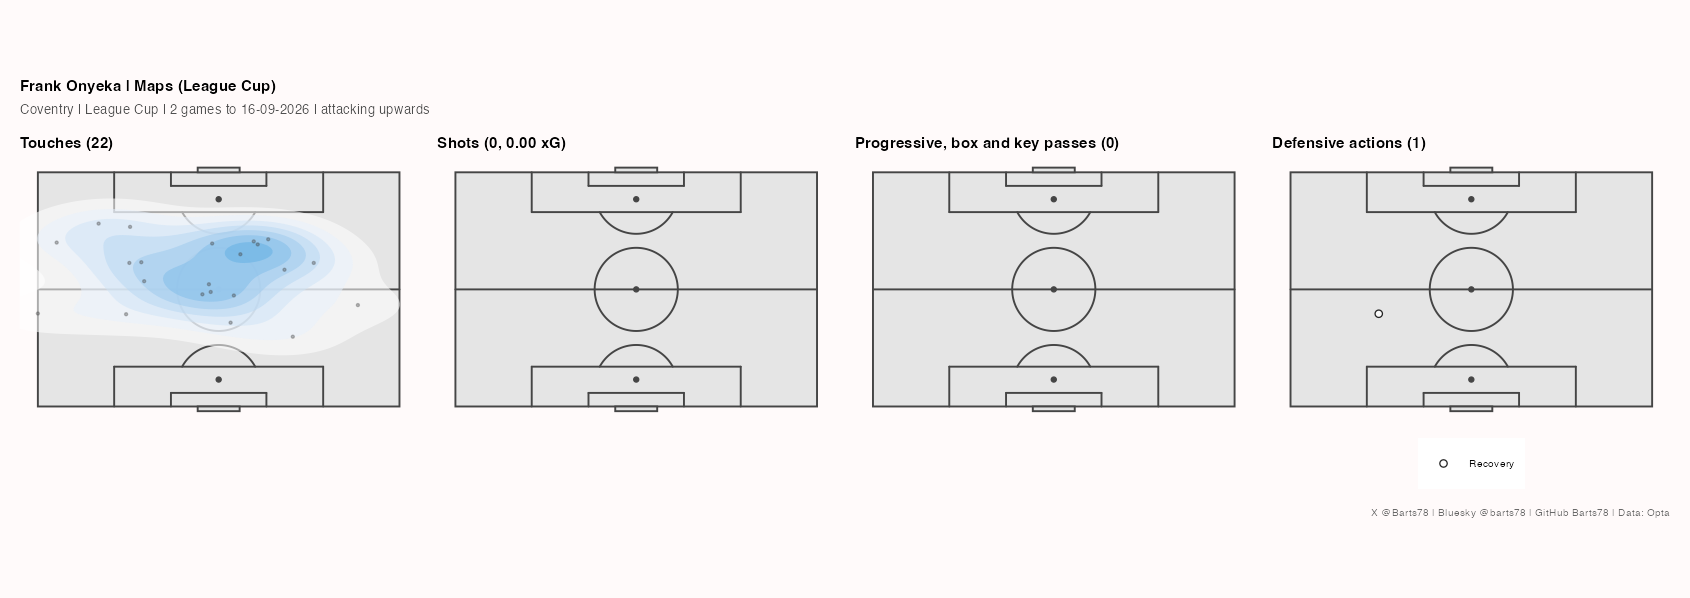 Frank Onyeka | Maps (League Cup)
Coventry | League Cup | 2 games to 16-09-2026 | attacking upwards
Touches (22)
Shots (0, 0.00 xG)
Progressive, box and key passes (0)
Defensive actions (1)
Recovery
X @Barts78 | Bluesky @barts78 | GitHub Barts78 | Data: Opta